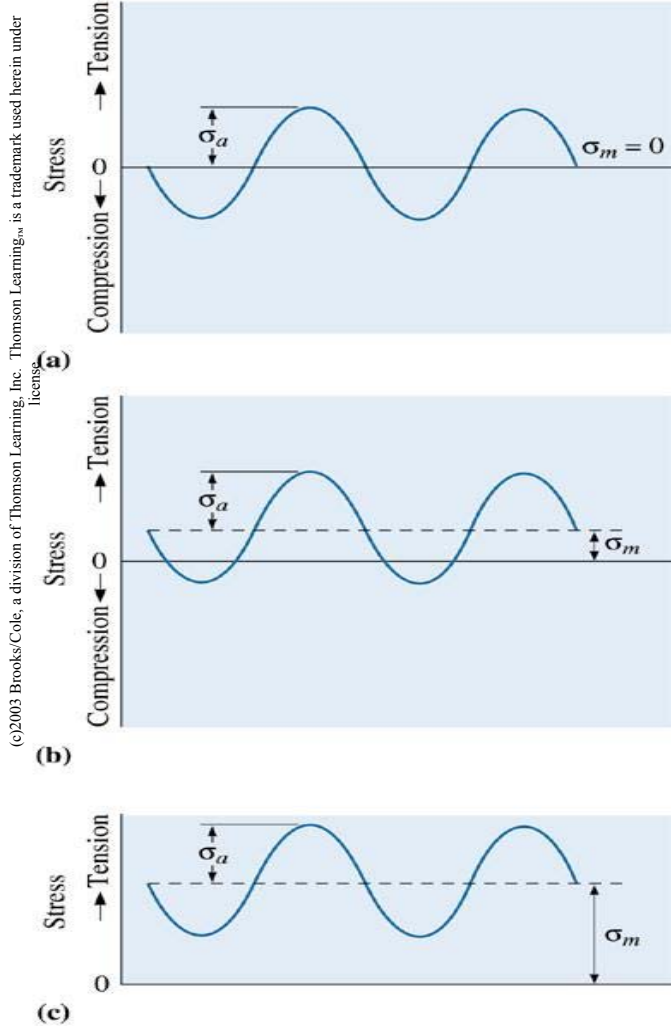 (c)2003 Brooks/Cole, a division of Thomson Learning, Inc. Thomson Learning™ is a trademark used herein under
license.
Stress
Compression ← 0 → Tension
σa
σm = 0
(a)
Stress
Compression ← 0 → Tension
σa
σm
(b)
Stress
0 → Tension
σa
σm
(c)